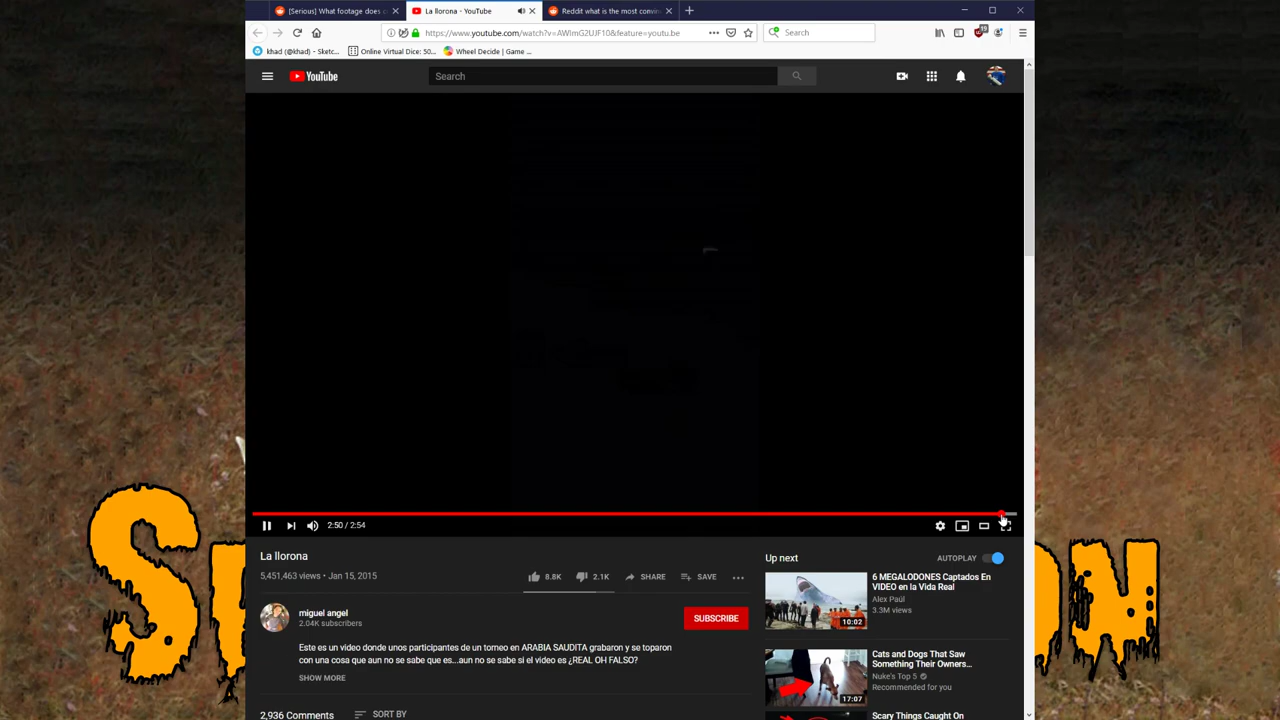 [Serious] What footage does c
La llorona - YouTube
Reddit what is the most convin
https://www.youtube.com/watch?v=AWlmG2UJF10&feature=youtu.be
Search
19
khad (@khad) - Sketc...
Online Virtual Dice: 50...
Wheel Decide | Game ...
YouTube
Search
2:50 / 2:54
La llorona
5,451,463 views • Jan 15, 2015
8.8K
2.1K
SHARE
SAVE
miguel angel
2.04K subscribers
SUBSCRIBE
Este es un video donde unos participantes de un torneo en ARABIA SAUDITA grabaron y se toparon
con una cosa que aun no se sabe que es...aun no se sabe si el video es ¿REAL OH FALSO?
SHOW MORE
2,936 Comments
SORT BY
Up next
AUTOPLAY
6 MEGALODONES Captados En
VIDEO en la Vida Real
Alex Paúl
3.3M views
10:02
Cats and Dogs That Saw
Something Their Owners...
Nuke's Top 5
Recommended for you
17:07
Scary Things Caught On